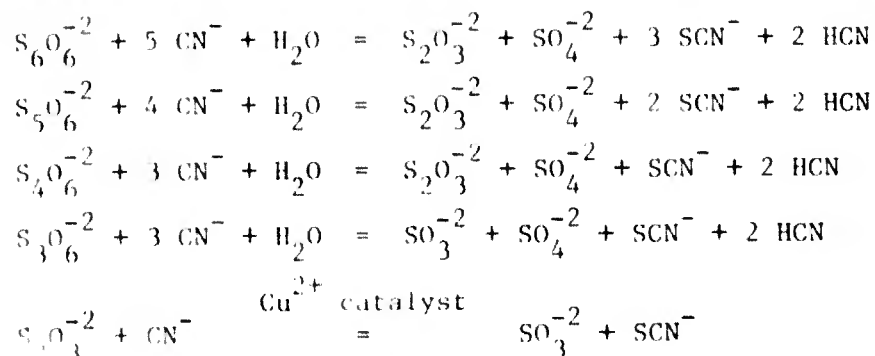 S₆O₆⁻² + 5 CN⁻ + H₂O = S₂O₃⁻² + SO₄⁻² + 3 SCN⁻ + 2 HCN
S₅O₆⁻² + 4 CN⁻ + H₂O = S₂O₃⁻² + SO₄⁻² + 2 SCN⁻ + 2 HCN
S₄O₆⁻² + 3 CN⁻ + H₂O = S₂O₃⁻² + SO₄⁻² + SCN⁻ + 2 HCN
S₃O₆⁻² + 3 CN⁻ + H₂O = SO₃⁻² + SO₄⁻² + SCN⁻ + 2 HCN
Cu²⁺ catalyst
S₂O₃⁻² + CN⁻ = SO₃⁻² + SCN⁻